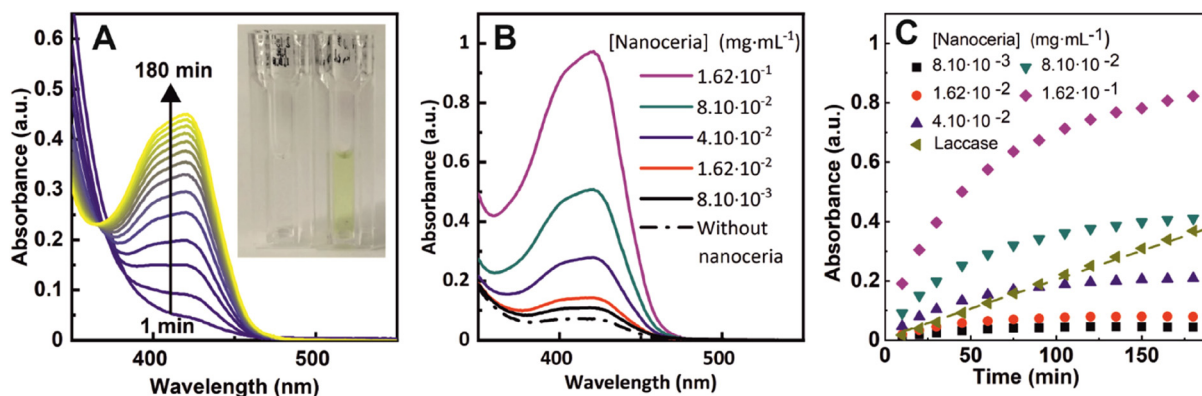 A
180 min
1 min
0.6
0.5
0.4
0.3
0.2
0.1
0
Absorbance (a.u.)
400
500
Wavelength (nm)
B
[Nanoceria] (mg·mL⁻¹)
1.62·10⁻¹
8.10·10⁻²
4.10·10⁻²
1.62·10⁻²
8.10·10⁻³
Without
nanoceria
1
0.8
0.6
0.4
0.2
0
Absorbance (a.u.)
400
500
Wavelength (nm)
C
[Nanoceria] (mg·mL⁻¹)
8.10·10⁻³ 8.10·10⁻²
1.62·10⁻² 1.62·10⁻¹
4.10·10⁻²
Laccase
1
0.8
0.6
0.4
0.2
0
Absorbance (a.u.)
0
50
100
150
Time (min)